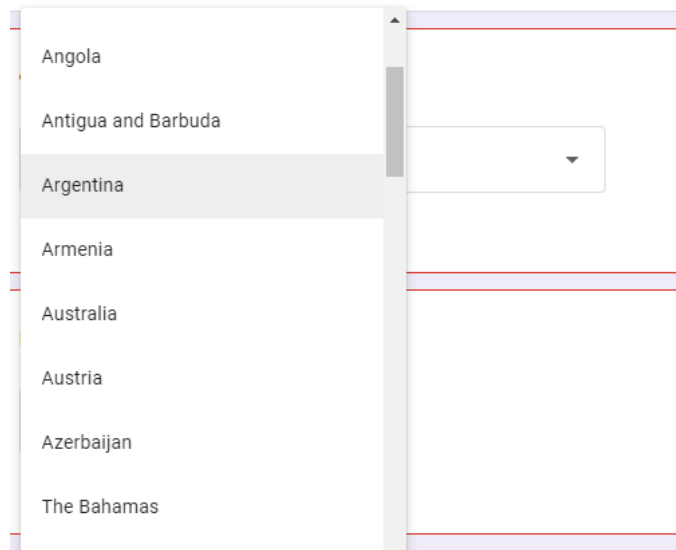 Angola
Antigua and Barbuda
Argentina
Armenia
Australia
Austria
Azerbaijan
The Bahamas